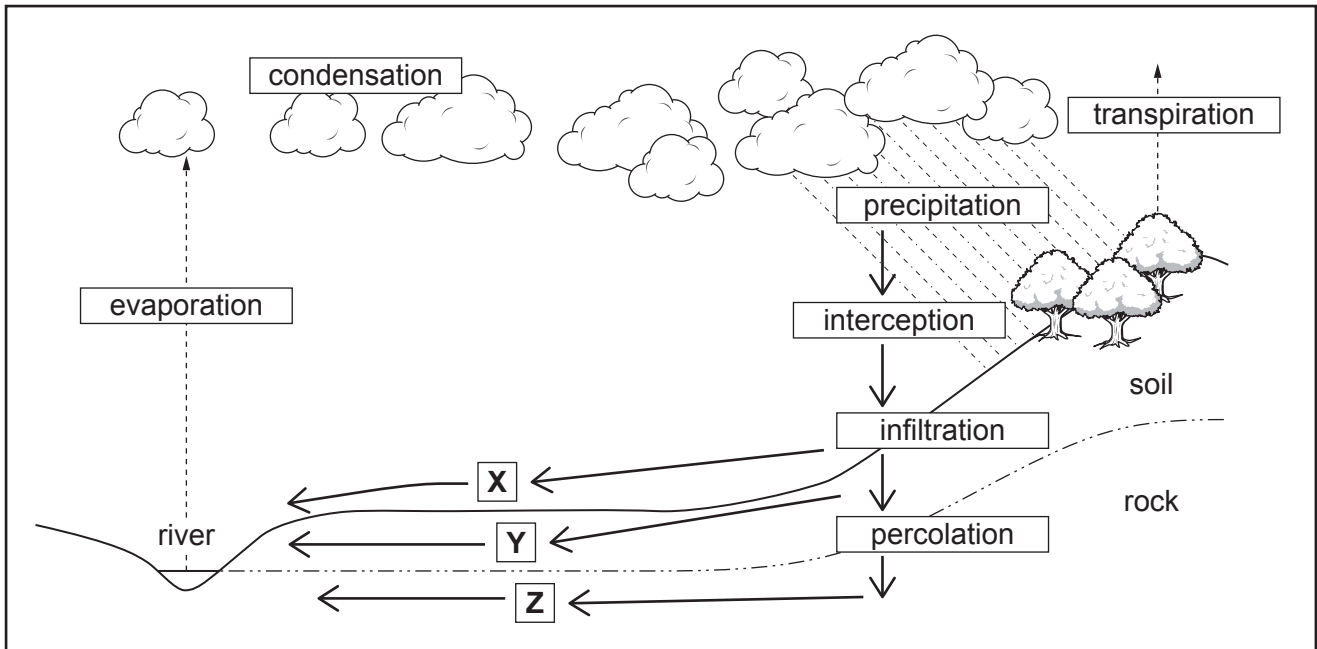 condensation
transpiration
precipitation
evaporation
interception
soil
infiltration
X
rock
river
Y
percolation
Z